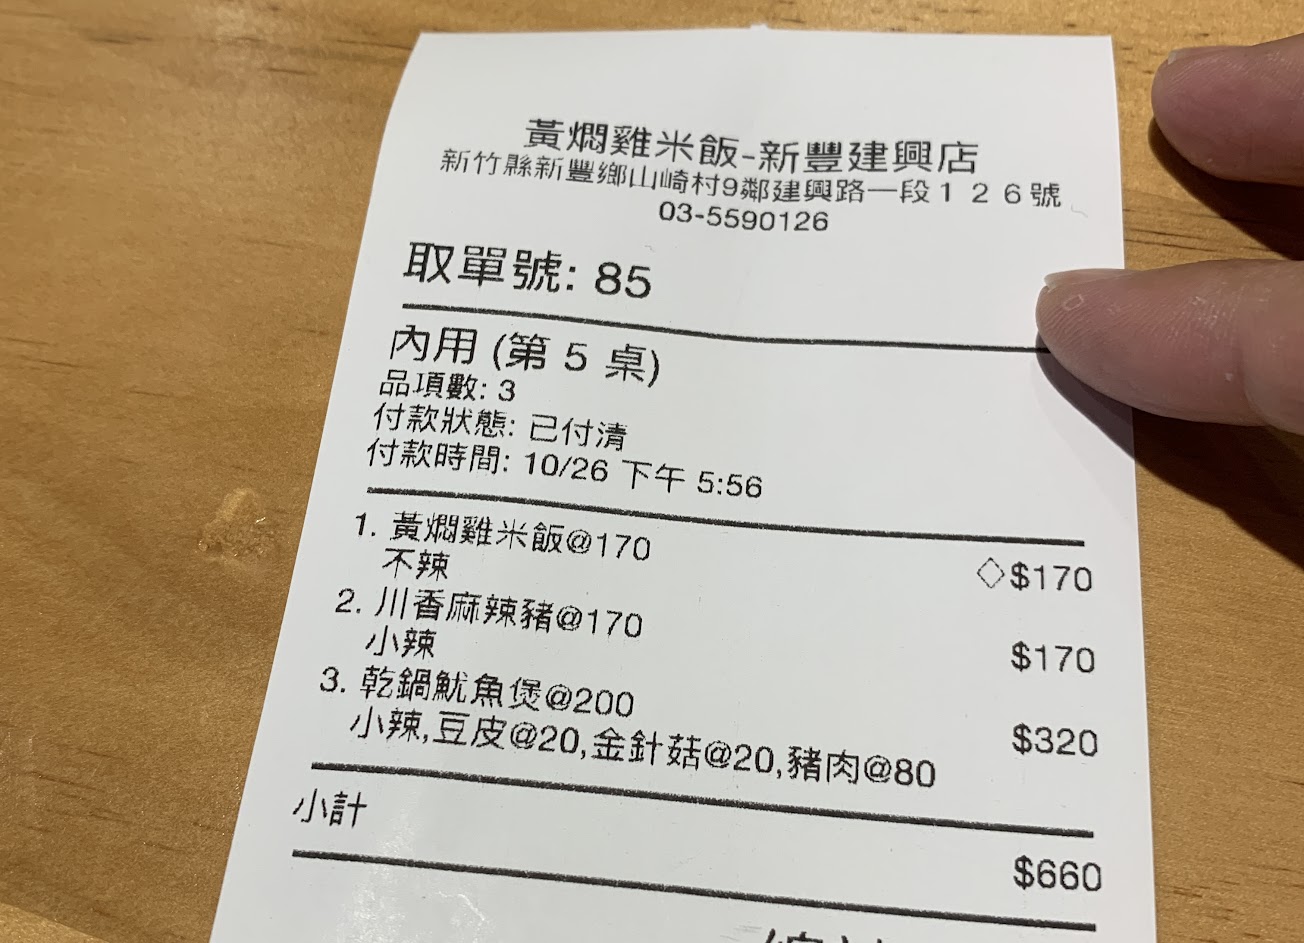 黃燜雞米飯-新豐建興店
新竹縣新豐鄉山崎村9鄰建興路一段１２６號
03-5590126
取單號: 85
內用 (第 5 桌)
品項數: 3
付款狀態: 已付清
付款時間: 10/26 下午 5:56
1. 黃燜雞米飯@170 ◇$170
不辣
2. 川香麻辣豬@170 $170
小辣
3. 乾鍋魷魚煲@200 $320
小辣,豆皮@20,金針菇@20,豬肉@80
小計 $660